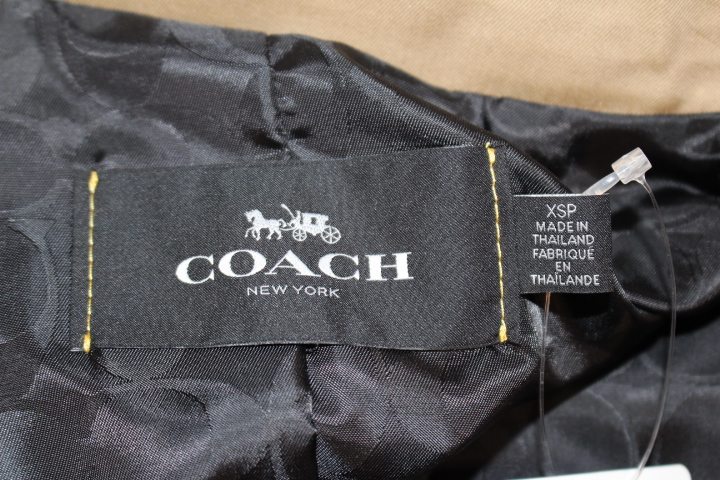 COACH
NEW YORK
XSP
MADE IN
THAILAND
FABRIQUÉ
EN
THAÏLANDE